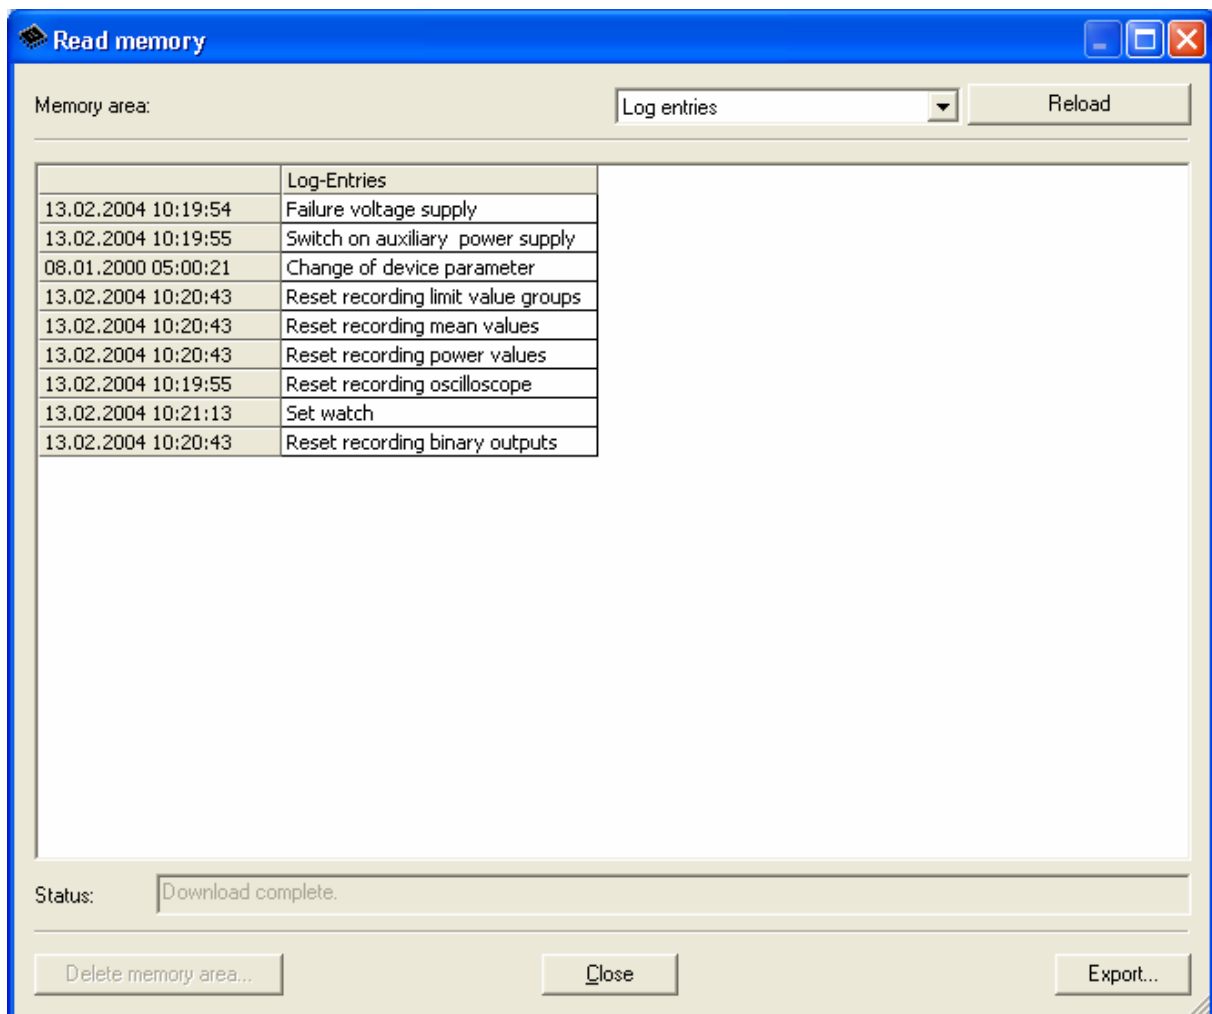 Read memory
Memory area: Log entries Reload
Log-Entries
13.02.2004 10:19:54 Failure voltage supply
13.02.2004 10:19:55 Switch on auxiliary  power supply
08.01.2000 05:00:21 Change of device parameter
13.02.2004 10:20:43 Reset recording limit value groups
13.02.2004 10:20:43 Reset recording mean values
13.02.2004 10:20:43 Reset recording power values
13.02.2004 10:19:55 Reset recording oscilloscope
13.02.2004 10:21:13 Set watch
13.02.2004 10:20:43 Reset recording binary outputs
Status: Download complete.
Delete memory area... Close Export...